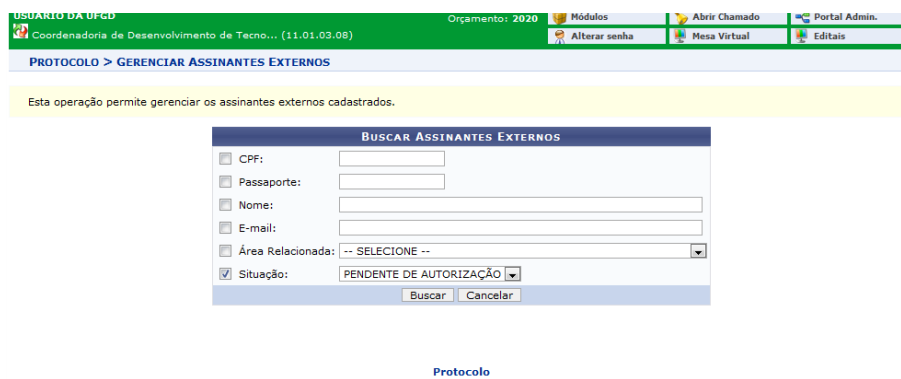 USUÁRIO DA UFGD
Orçamento: 2020
Módulos
Abrir Chamado
Portal Admin.
Coordenadoria de Desenvolvimento de Tecno... (11.01.03.08)
Alterar senha
Mesa Virtual
Editais
PROTOCOLO > GERENCIAR ASSINANTES EXTERNOS
Esta operação permite gerenciar os assinantes externos cadastrados.
BUSCAR ASSINANTES EXTERNOS
CPF:
Passaporte:
Nome:
E-mail:
Área Relacionada: -- SELECIONE --
Situação: PENDENTE DE AUTORIZAÇÃO
Buscar Cancelar
Protocolo